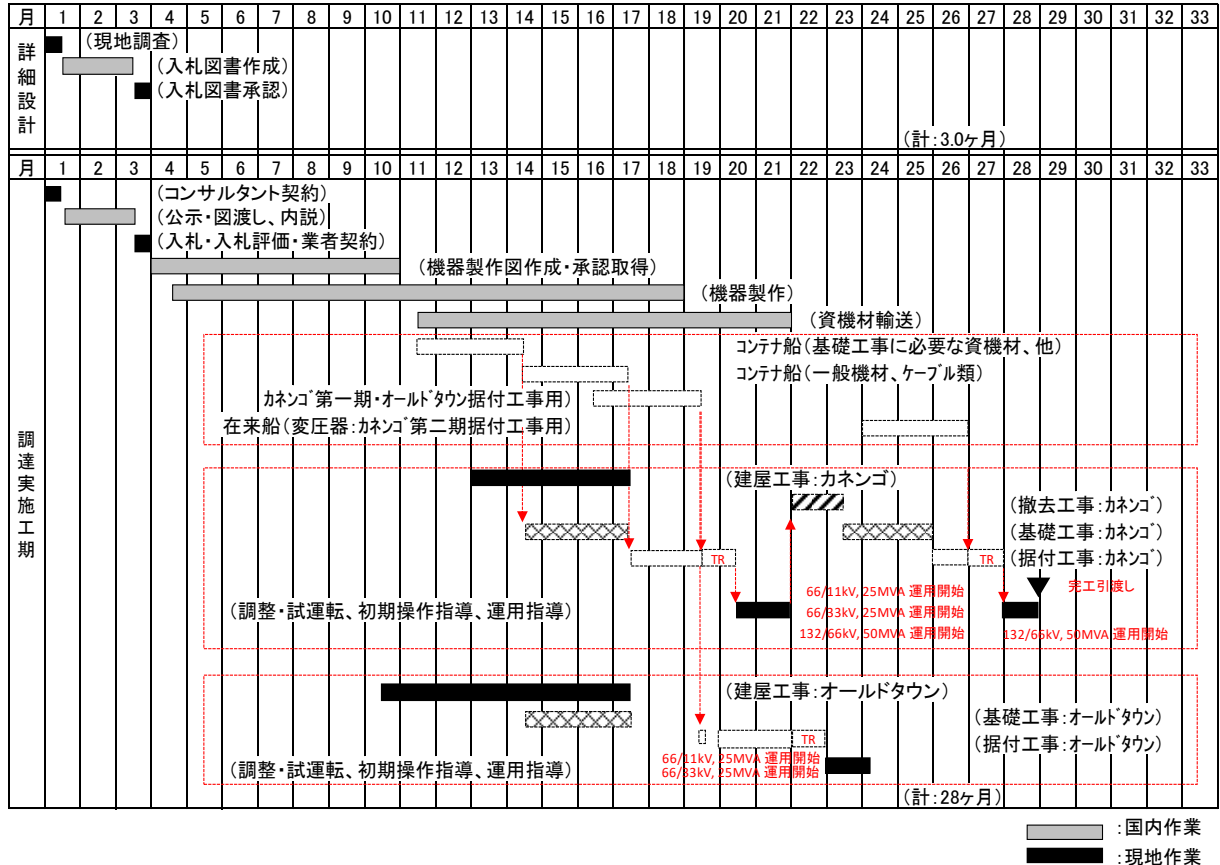 月 1 2 3 4 5 6 7 8 9 10 11 12 13 14 15 16 17 18 19 20 21 22 23 24 25 26 27 28 29 30 31 32 33
詳細設計
(現地調査)
(入札図書作成)
(入札図書承認)
(計:3.0ヶ月)
月 1 2 3 4 5 6 7 8 9 10 11 12 13 14 15 16 17 18 19 20 21 22 23 24 25 26 27 28 29 30 31 32 33
調達実施工期
(コンサルタント契約)
(公示・図渡し、内説)
(入札・入札評価・業者契約)
(機器製作図作成・承認取得)
(機器製作)
(資機材輸送)
コンテナ船(基礎工事に必要な資機材、他)
コンテナ船(一般機材、ケーブル類)
カネンゴ第一期・オールドタウン据付工事用)
在来船(変圧器:カネンゴ第二期据付工事用)
(建屋工事:カネンゴ)
(撤去工事:カネンゴ)
(基礎工事:カネンゴ)
TR TR (据付工事:カネンゴ)
66/11kV, 25MVA 運用開始 完工引渡し
(調整・試運転、初期操作指導、運用指導) 66/33kV, 25MVA 運用開始
132/66kV, 50MVA 運用開始 132/66kV, 50MVA 運用開始
(建屋工事:オールドタウン)
(基礎工事:オールドタウン)
TR (据付工事:オールドタウン)
66/11kV, 25MVA 運用開始
(調整・試運転、初期操作指導、運用指導) 66/33kV, 25MVA 運用開始
(計:28ヶ月)
:国内作業
:現地作業